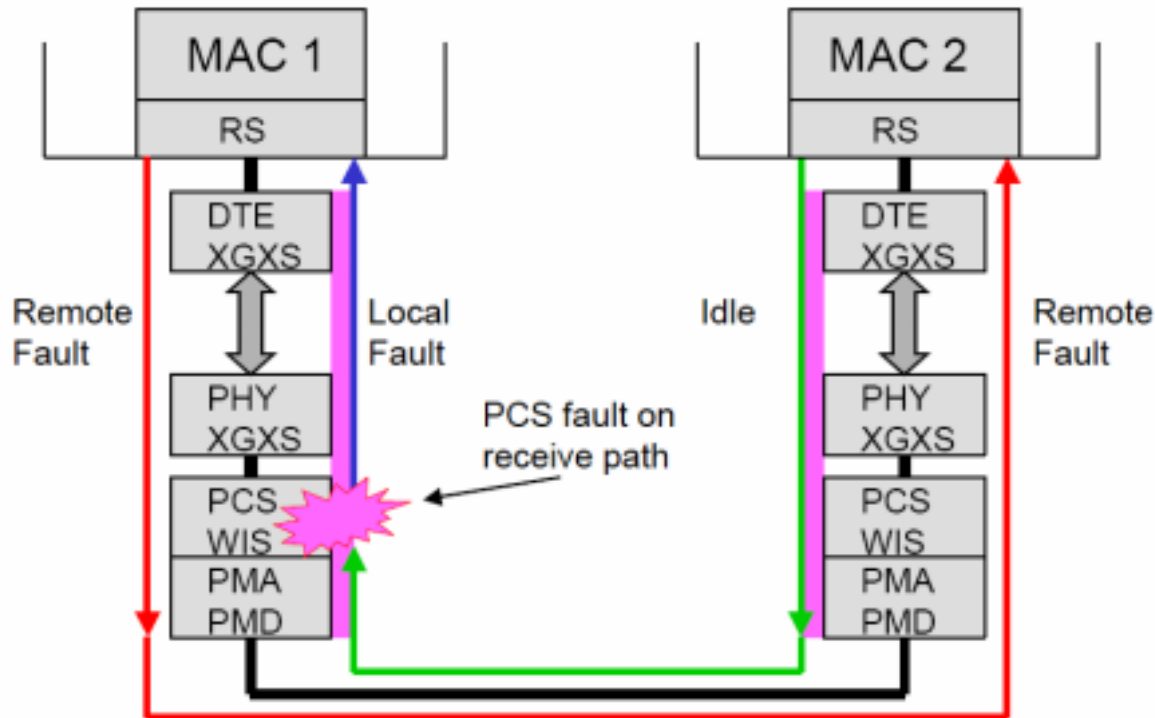 MAC 1
RS
DTE
XGXS
Remote
Fault
Local
Fault
PHY
XGXS
PCS
WIS
PMA
PMD
PCS fault on
receive path
MAC 2
RS
DTE
XGXS
Idle
Remote
Fault
PHY
XGXS
PCS
WIS
PMA
PMD